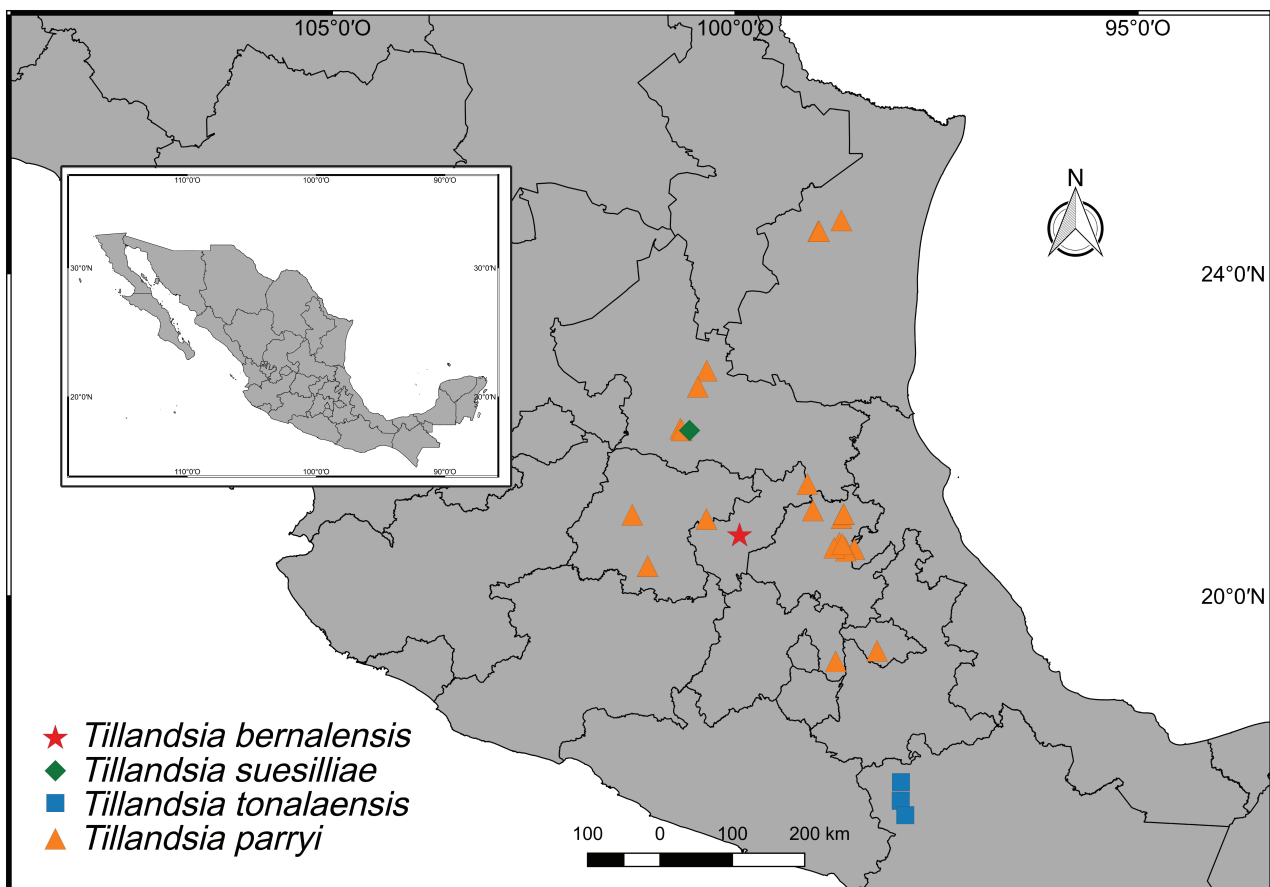 105°0′O 100°0′O 95°0′O
N
110°0'O 100°0'O 90°0'O
24°0′N
30°0'N 30°0'N
20°0'N 20°0'N
110°0'O 100°0'O 90°0'O
20°0′N
Tillandsia bernalensis
Tillandsia suesilliae
Tillandsia tonalaensis
Tillandsia parryi
100 0 100 200 km